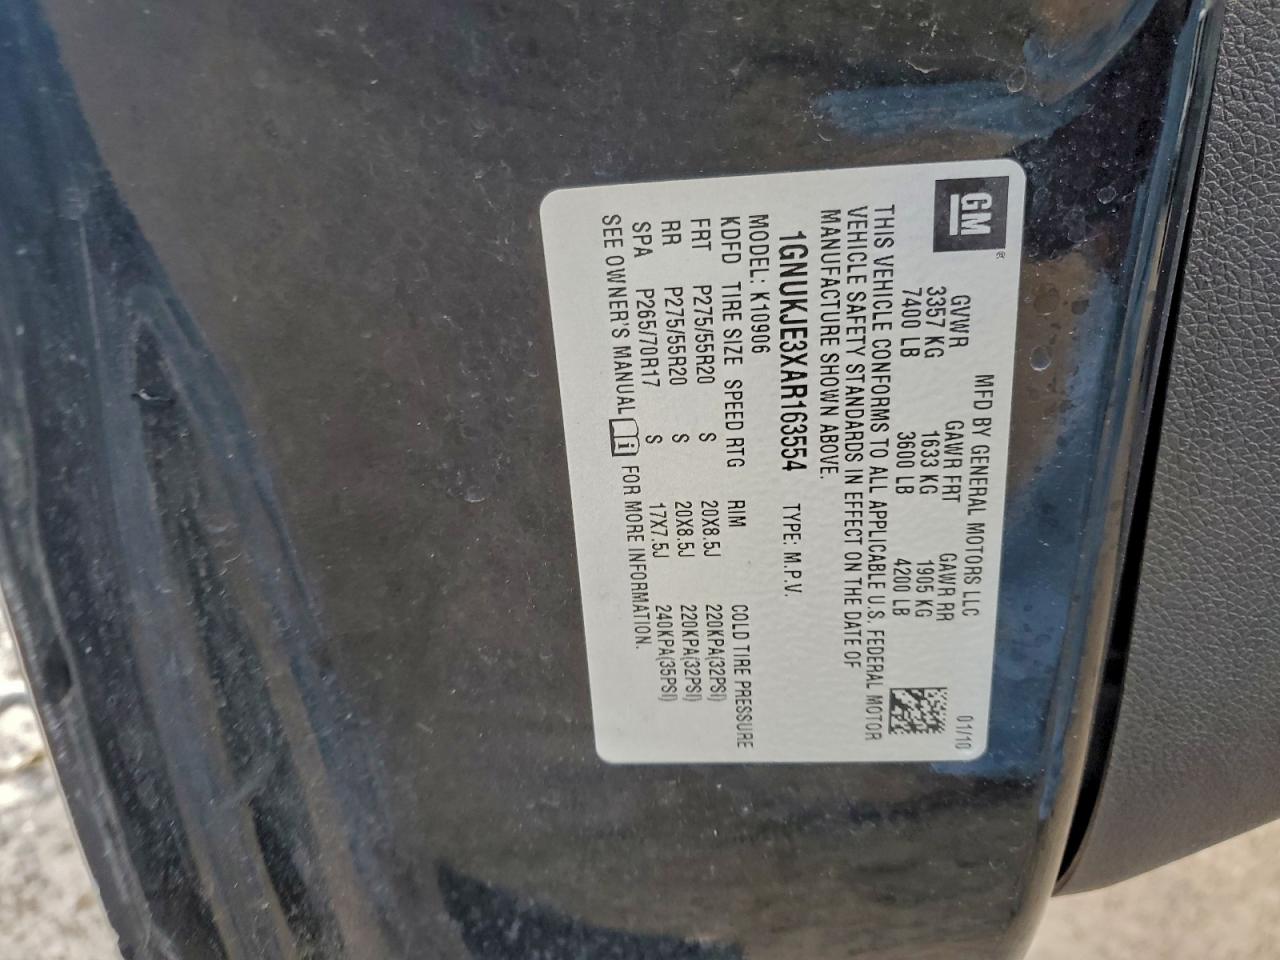 GM ®
MFD BY GENERAL MOTORS LLC 01/10
GVWR GAWR FRT GAWR RR
3357 KG 1633 KG 1905 KG
7400 LB 3600 LB 4200 LB
THIS VEHICLE CONFORMS TO ALL APPLICABLE U.S. FEDERAL MOTOR
VEHICLE SAFETY STANDARDS IN EFFECT ON THE DATE OF
MANUFACTURE SHOWN ABOVE.
1GNUKJE3XAR163554 TYPE: M.P.V.
MODEL: K10906
KDFD TIRE SIZE SPEED RTG RIM COLD TIRE PRESSURE
FRT P275/55R20 S 20X8.5J 220KPA(32PSI)
RR P275/55R20 S 20X8.5J 220KPA(32PSI)
SPA P265/70R17 S 17X7.5J 240KPA(35PSI)
SEE OWNER'S MANUAL i FOR MORE INFORMATION.